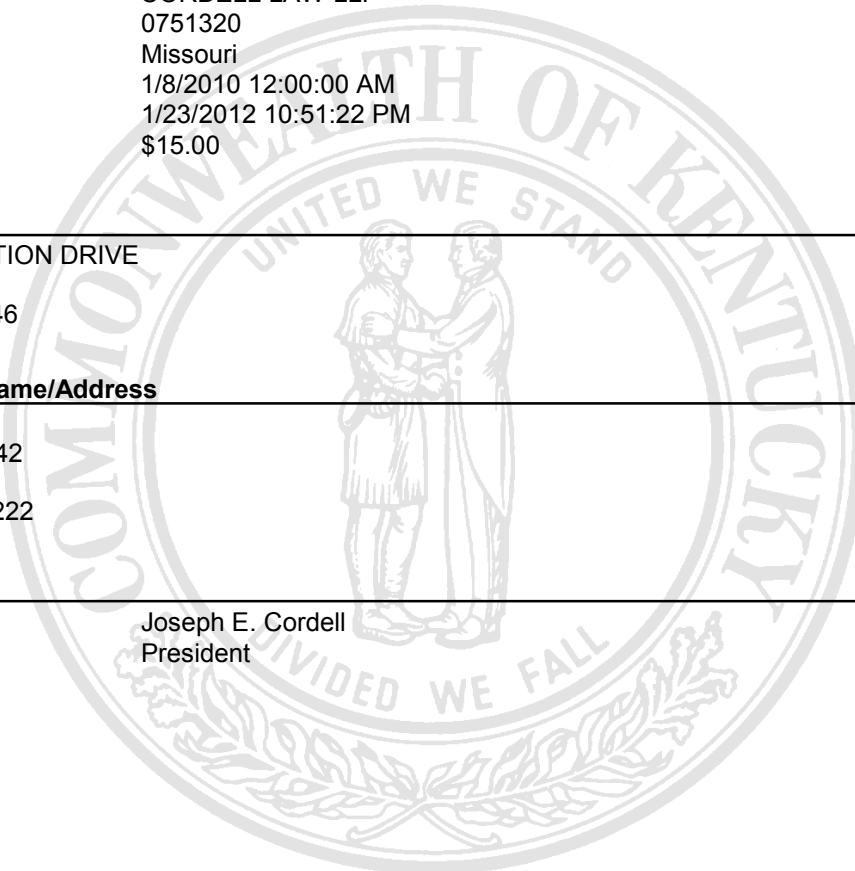 CORDELL LAW LLP
0751320
Missouri
1/8/2010 12:00:00 AM
1/23/2012 10:51:22 PM
$15.00
TION DRIVE
46
ame/Address
42
222
Joseph E. Cordell
President
COMMONWEALTH OF KENTUCKY
UNITED WE STAND
DIVIDED WE FALL